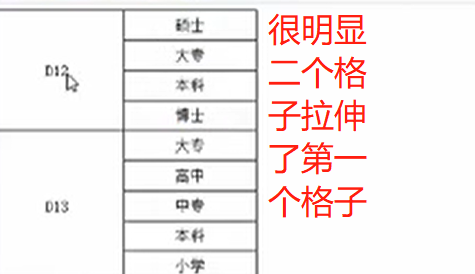 硕士
大专
D12
本科
博士
大专
高中
D13
中专
本科
小学
很明显
二个格
子拉伸
了第一
个格子